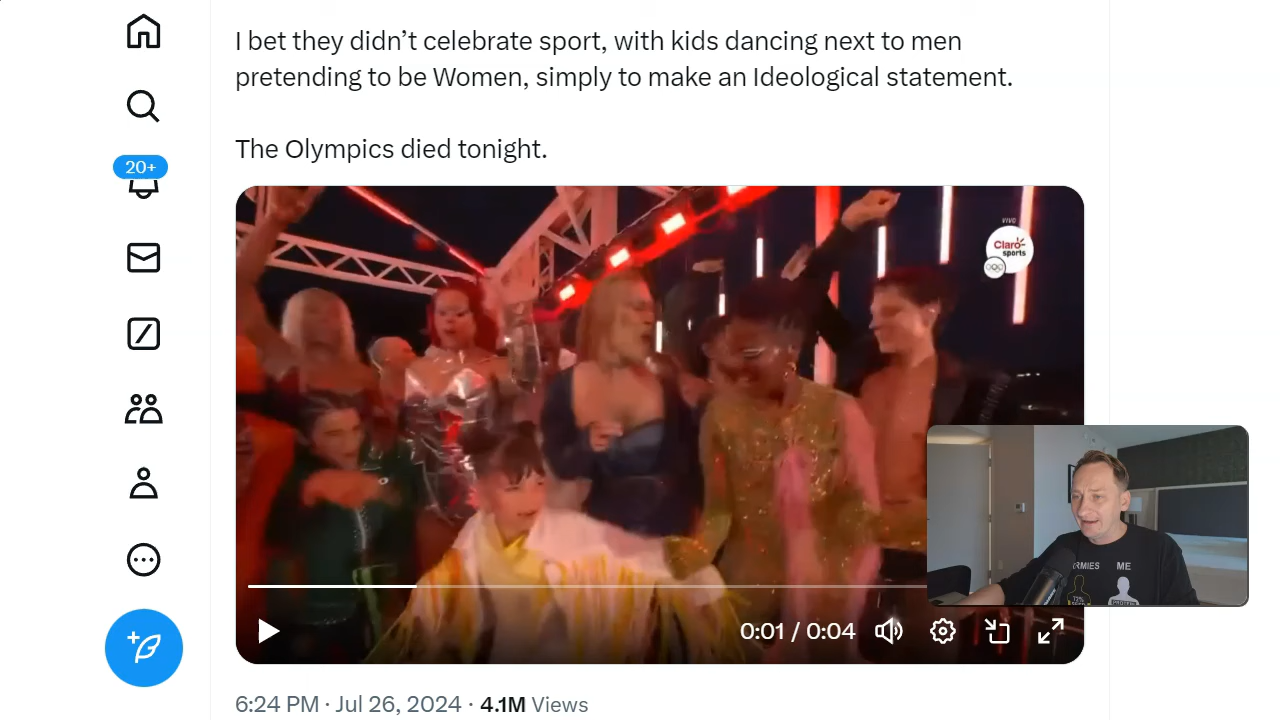 I bet they didn’t celebrate sport, with kids dancing next to men
pretending to be Women, simply to make an Ideological statement.
The Olympics died tonight.
20+
VIVO
Claro
sports
0:01 / 0:04
RMIES ME
6:24 PM · Jul 26, 2024 · 4.1M Views